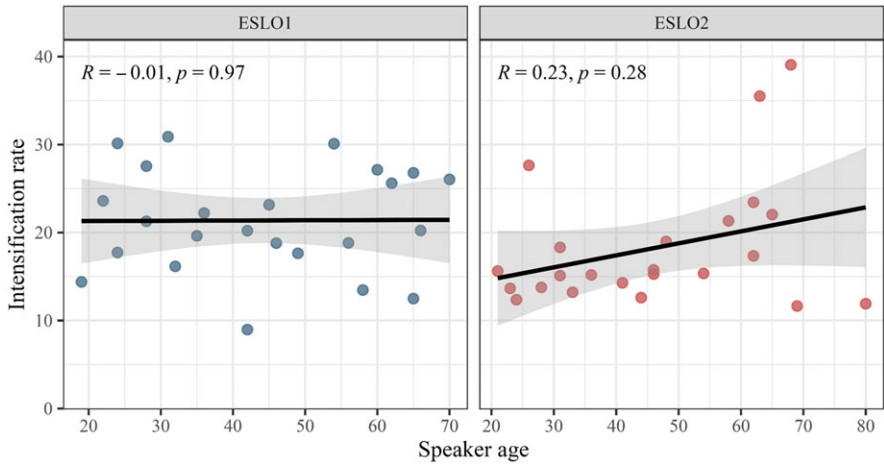 ESLO1
ESLO2
Intensification rate
40
30
20
10
0
R = – 0.01, p = 0.97
R = 0.23, p = 0.28
20 30 40 50 60 70
20 30 40 50 60 70 80
Speaker age